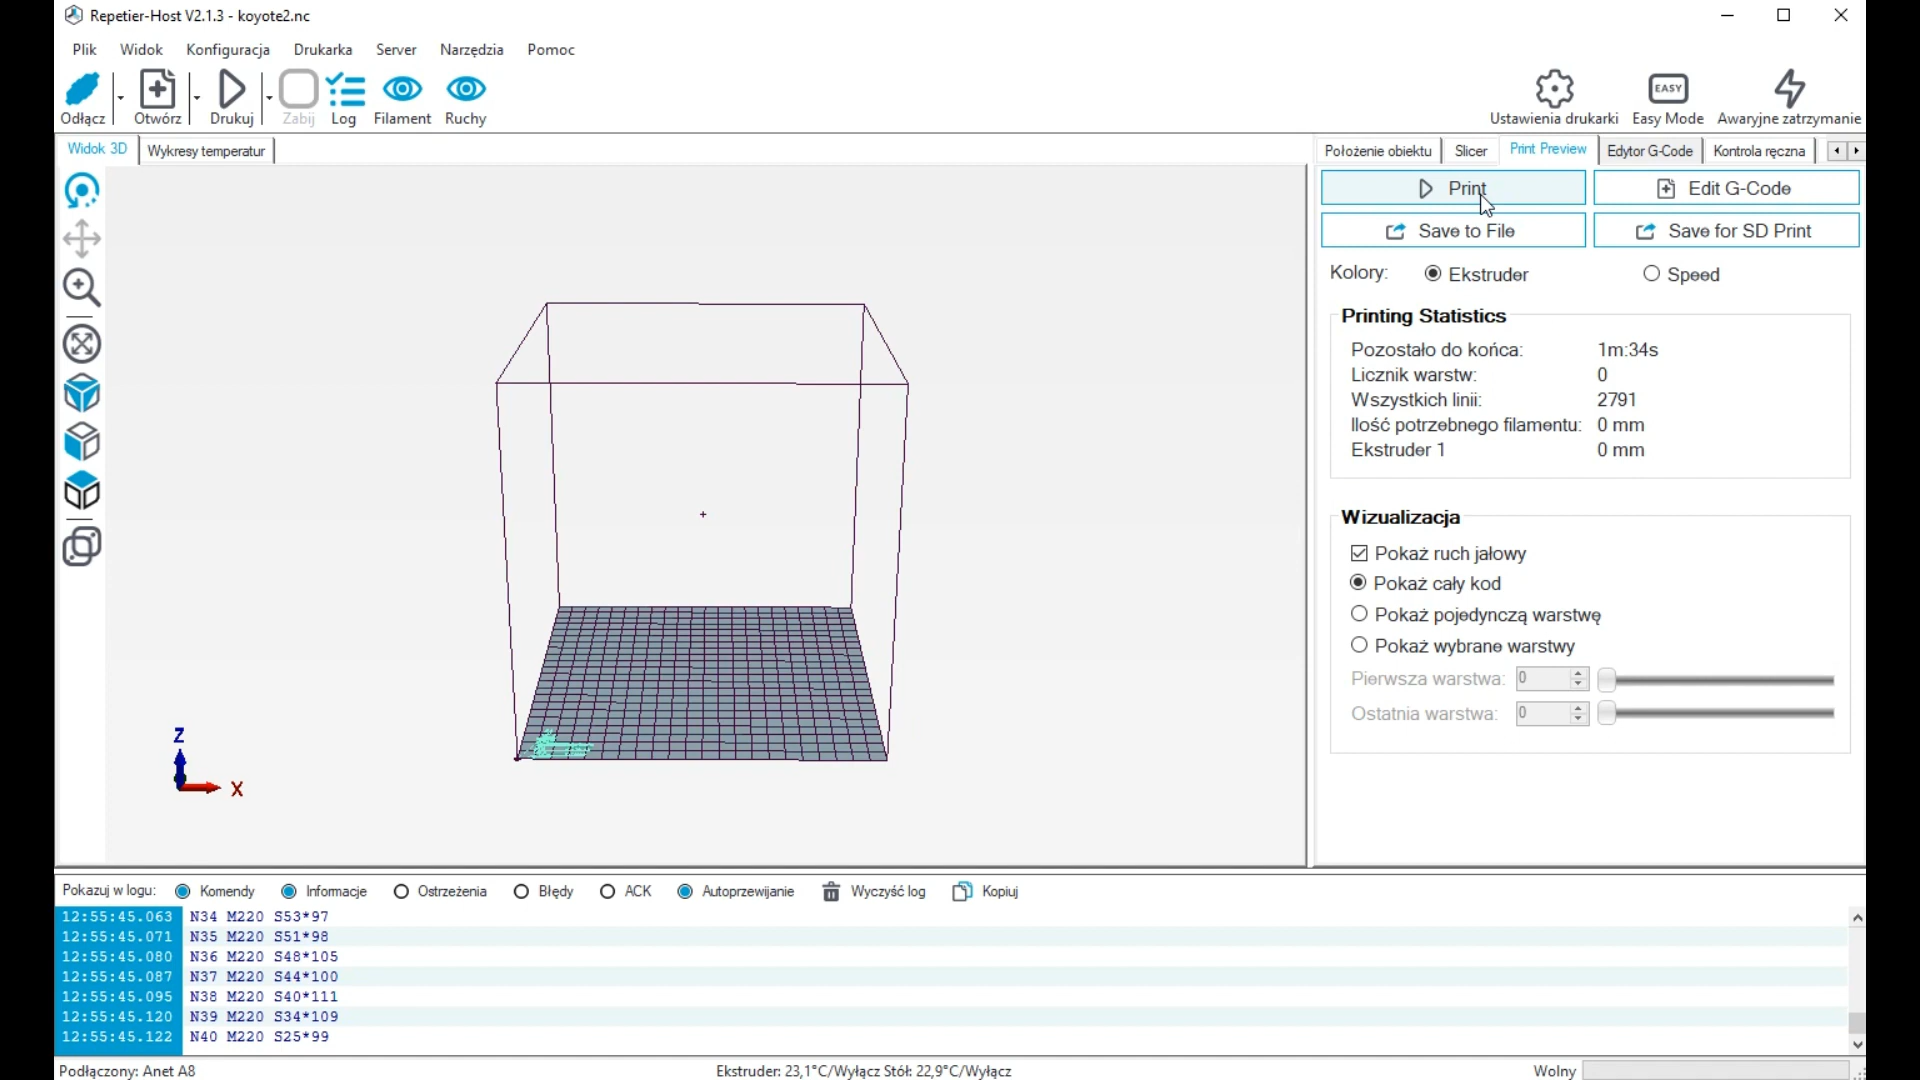 Repetier-Host V2.1.3 - koyote2.nc
Plik Widok Konfiguracja Drukarka Server Narzędzia Pomoc
Odłącz Otwórz Drukuj Zabij Log Filament Ruchy
EASY
Ustawienia drukarki Easy Mode Awaryjne zatrzymanie
Widok 3D Wykresy temperatur
Położenie obiektu Slicer Print Preview Edytor G-Code Kontrola ręczna
Print Edit G-Code
Save to File Save for SD Print
Kolory: Ekstruder Speed
Printing Statistics
Pozostało do końca: 1m:34s
Licznik warstw: 0
Wszystkich linii: 2791
Ilość potrzebnego filamentu: 0 mm
Ekstruder 1 0 mm
Wizualizacja
Pokaż ruch jałowy
Pokaż cały kod
Pokaż pojedynczą warstwę
Pokaż wybrane warstwy
Pierwsza warstwa: 0
Ostatnia warstwa: 0
Z
X
Pokazuj w logu: Komendy Informacje Ostrzeżenia Błędy ACK Autoprzewijanie Wyczyść log Kopiuj
12:55:45.063 N34 M220 S53*97
12:55:45.071 N35 M220 S51*98
12:55:45.080 N36 M220 S48*105
12:55:45.087 N37 M220 S44*100
12:55:45.095 N38 M220 S40*111
12:55:45.120 N39 M220 S34*109
12:55:45.122 N40 M220 S25*99
Podłączony: Anet A8 Ekstruder: 23,1°C/Wyłącz Stół: 22,9°C/Wyłącz Wolny